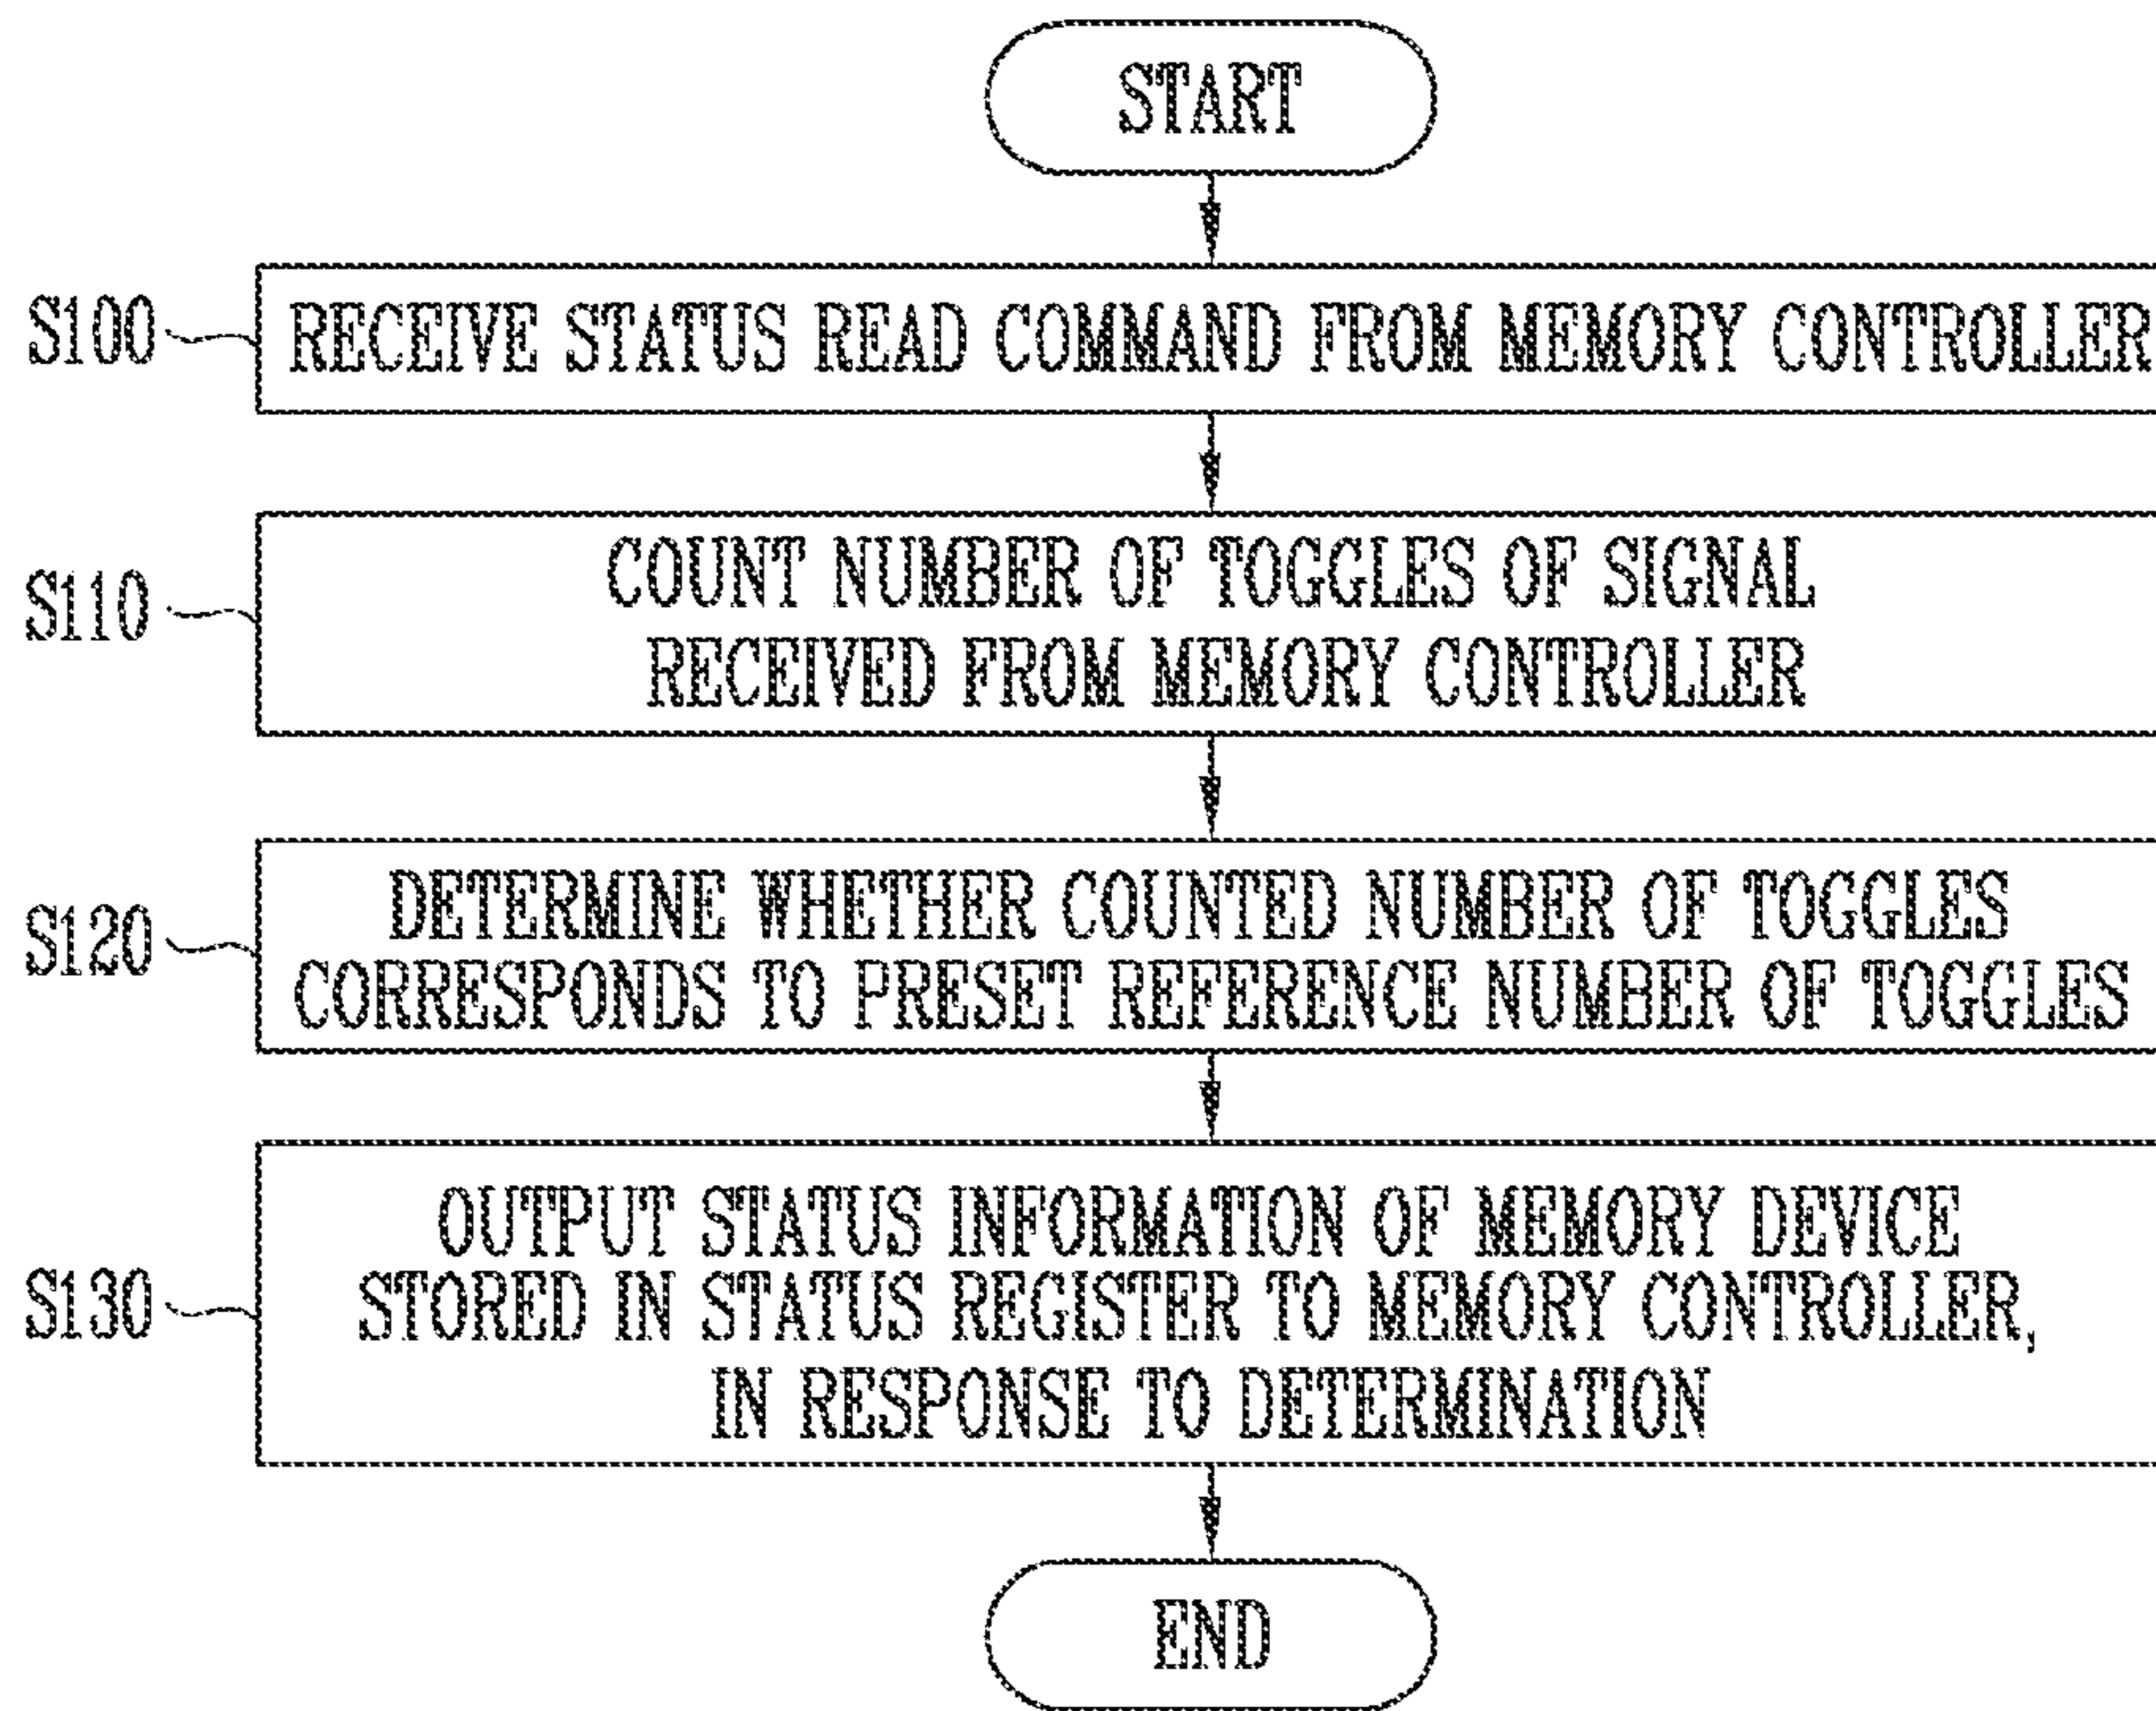 START
S100
RECEIVE STATUS READ COMMAND FROM MEMORY CONTROLLER
S110
COUNT NUMBER OF TOGGLES OF SIGNAL
RECEIVED FROM MEMORY CONTROLLER
S120
DETERMINE WHETHER COUNTED NUMBER OF TOGGLES
CORRESPONDS TO PRESET REFERENCE NUMBER OF TOGGLES
S130
OUTPUT STATUS INFORMATION OF MEMORY DEVICE
STORED IN STATUS REGISTER TO MEMORY CONTROLLER,
IN RESPONSE TO DETERMINATION
END